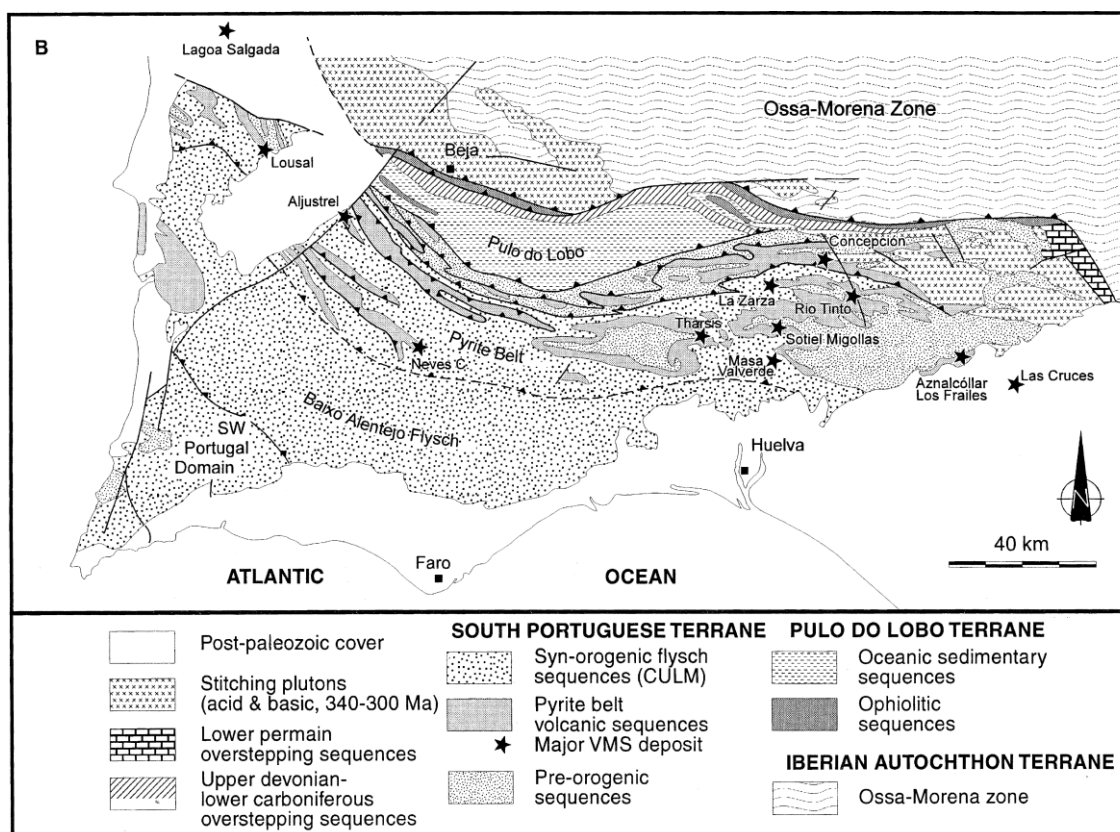 B
Lagoa Salgada
Ossa-Morena Zone
Beja
Lousal
Aljustrel
Pulo do Lobo
Concepción
La Zarza
Rio Tinto
Tharsis
Sotiel Migollas
Pyrite Belt
Neves C.
Masa
Valverde
Aznalcóllar
Los Frailes
Las Cruces
Baixo Alentejo Flysch
SW
Portugal
Domain
Huelva
N
40 km
Faro
ATLANTIC OCEAN
Post-paleozoic cover
Stitching plutons
(acid & basic, 340-300 Ma)
Lower permain
overstepping sequences
Upper devonian-
lower carboniferous
overstepping sequences
SOUTH PORTUGUESE TERRANE
Syn-orogenic flysch
sequences (CULM)
Pyrite belt
volcanic sequences
Major VMS deposit
Pre-orogenic
sequences
PULO DO LOBO TERRANE
Oceanic sedimentary
sequences
Ophiolitic
sequences
IBERIAN AUTOCHTHON TERRANE
Ossa-Morena zone